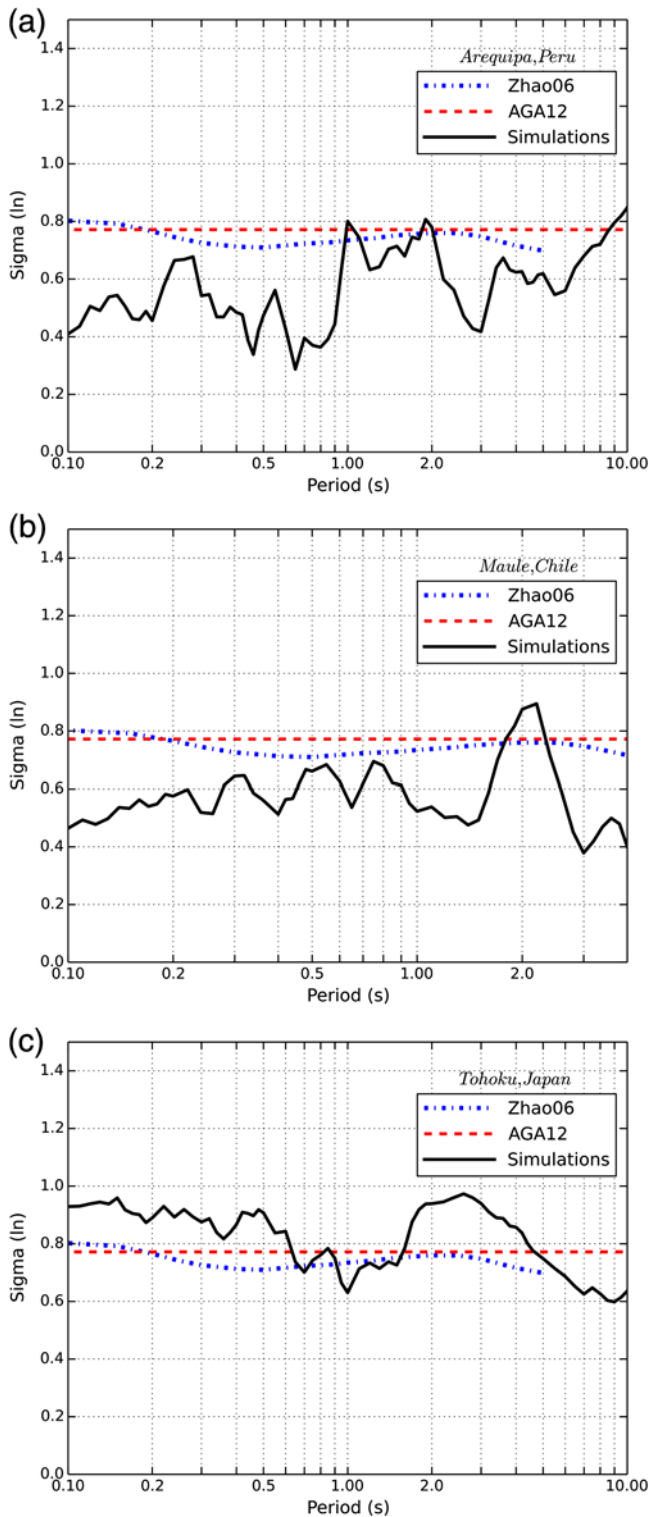 (a)
1.4
Arequipa,Peru
Zhao06
1.2
AGA12
Simulations
1.0
0.8
Sigma (ln)
0.6
0.4
0.2
0.0
0.10 0.2 0.5 1.00 2.0 10.00
Period (s)
(b)
1.4
Maule,Chile
Zhao06
1.2
AGA12
Simulations
1.0
0.8
Sigma (ln)
0.6
0.4
0.2
0.0
0.10 0.2 0.5 1.00 2.0
Period (s)
(c)
1.4
Tohoku,Japan
Zhao06
1.2
AGA12
Simulations
1.0
0.8
Sigma (ln)
0.6
0.4
0.2
0.0
0.10 0.2 0.5 1.00 2.0 10.00
Period (s)